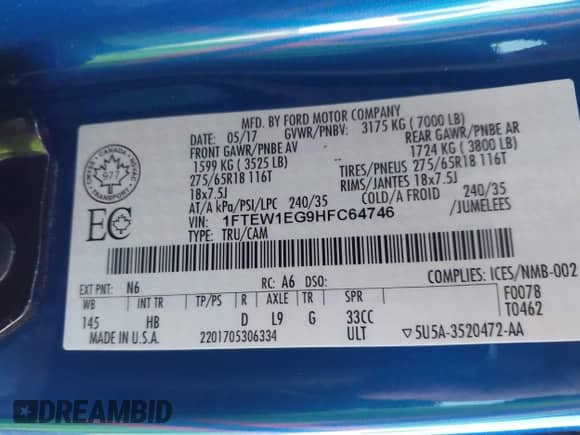 MFD. BY FORD MOTOR COMPANY
DATE: 05/17 GVWR/PNBV: 3175 KG ( 7000 LB)
FRONT GAWR/PNBE AV REAR GAWR/PNBE AR
1599 KG ( 3525 LB) 1724 KG ( 3800 LB)
275/65R18 116T TIRES/PNEUS 275/65R18 116T
18x7.5J RIMS/JANTES 18x7.5J
AT/A kPa/PSI/LPC 240/35 COLD/A FROID 240/35
VIN: 1FTEW1EG9HFC64746 /JUMELEES
TYPE: TRU/CAM
CANADA
977
TRANSPORT
EC
EXT PNT: N6 RC: A6 DSO: COMPLIES: ICES/NMB-002
WB INT TR TP/PS R AXLE TR SPR F0078
145 HB D L9 G 33CC T0462
MADE IN U.S.A. 2201705306334 ULT ▽5U5A-3520472-AA
DREAMBID